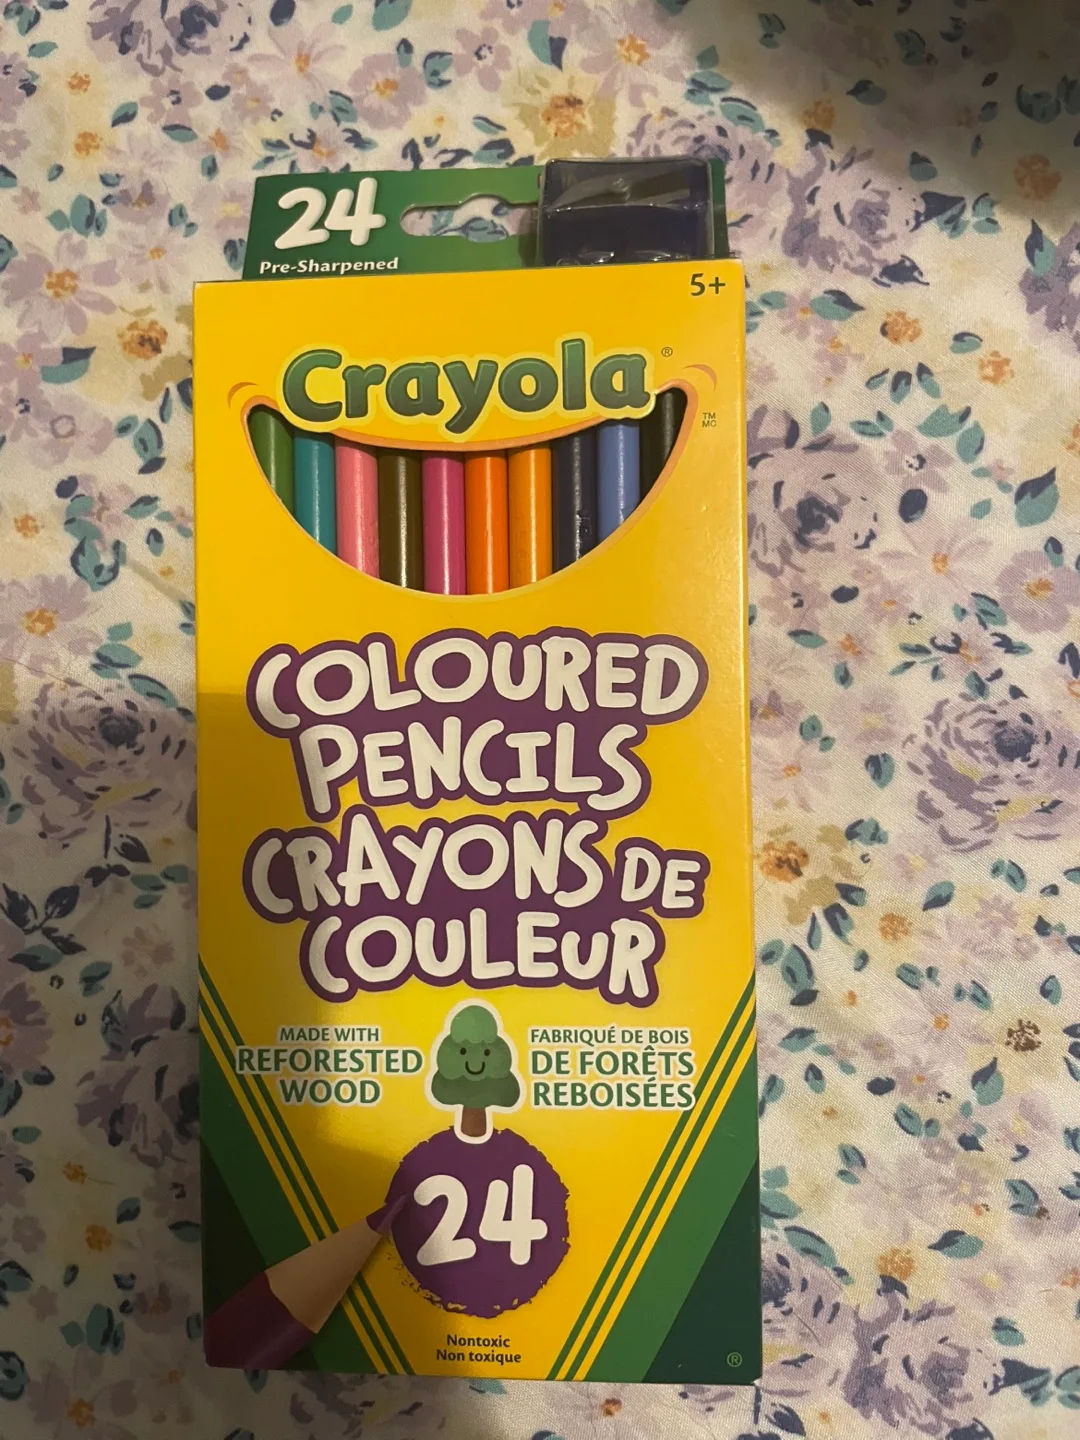 24
Pre-Sharpened
5+
Crayola®
TM
MC
COLOURED
PENCILS
CRAYONS DE
COULEUR
MADE WITH
REFORESTED
WOOD
FABRIQUÉ DE BOIS
DE FORÊTS
REBOISÉES
24
Nontoxic
Non toxique
®